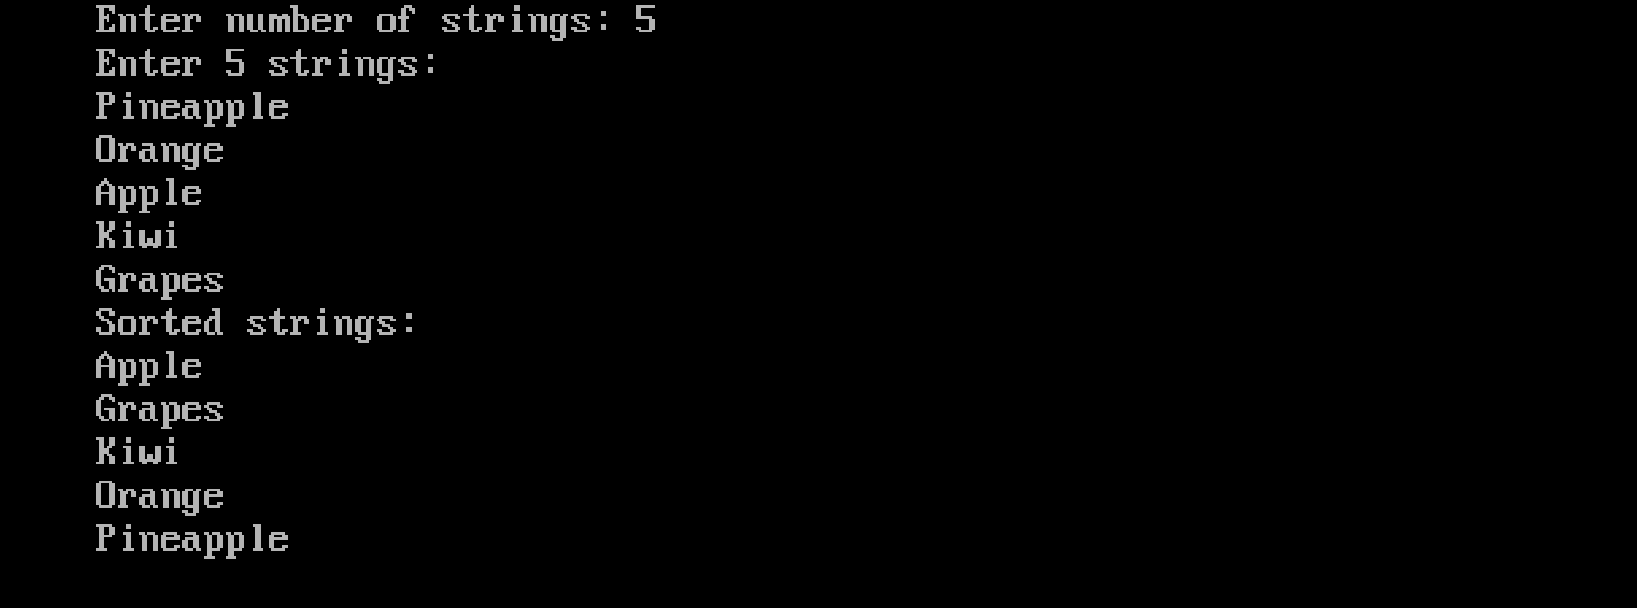 Enter number of strings: 5
Enter 5 strings:
Pineapple
Orange
Apple
Kiwi
Grapes
Sorted strings:
Apple
Grapes
Kiwi
Orange
Pineapple